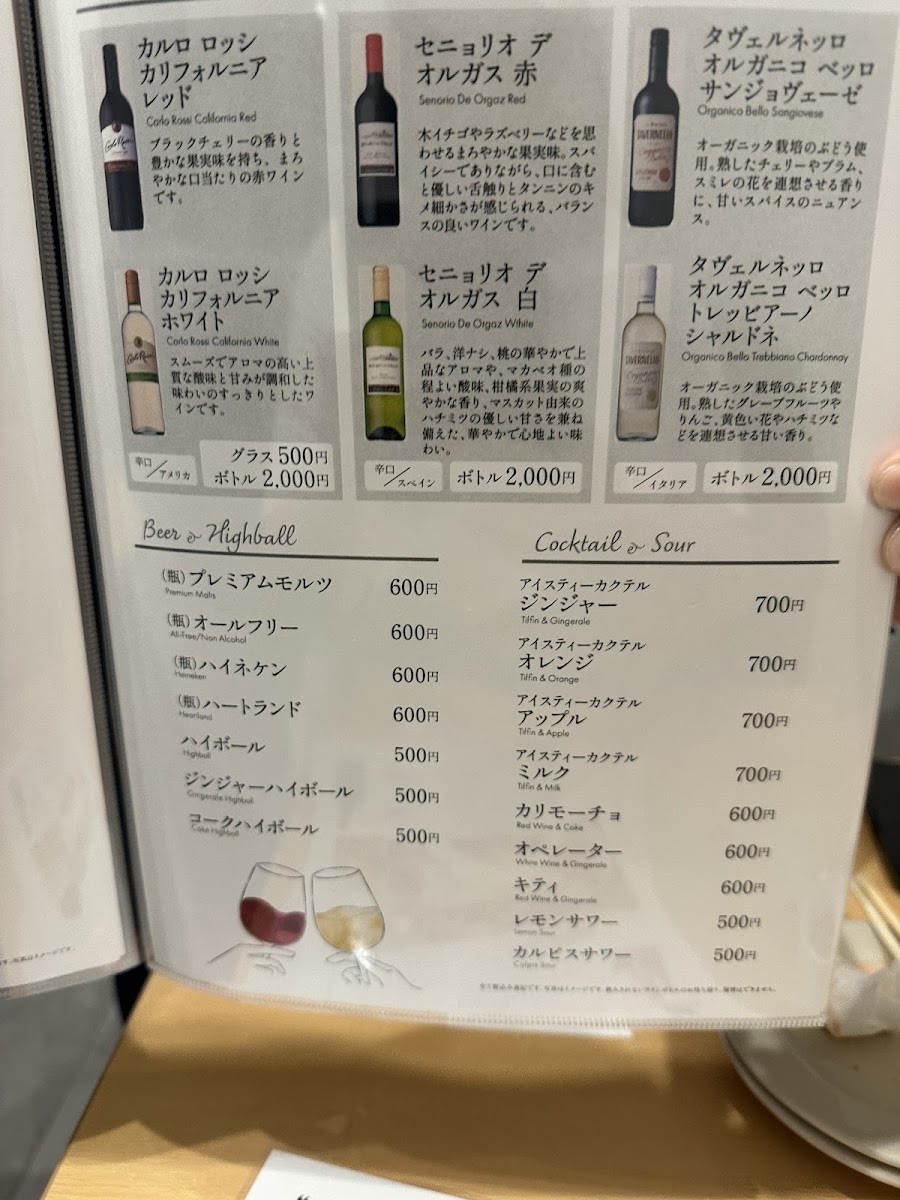 カルロ ロッシ
カリフォルニア
レッド
Carlo Rossi California Red
ブラックチェリーの香りと
豊かな果実味を持ち、まろ
やかな口当たりの赤ワイン
です。
カルロ ロッシ
カリフォルニア
ホワイト
Carlo Rossi California White
スムーズでアロマの高い上
質な酸味と甘みが調和した
味わいのすっきりとしたワ
インです。
辛口/アメリカ
グラス 500円
ボトル 2,000円
セニョリオ デ
オルガス 赤
Senorio De Orgaz Red
木イチゴやラズベリーなどを思
わせるまろやかな果実味。スパ
イシーでありながら、口に含む
と優しい舌触りとタンニンのキ
メ細かさが感じられる、バラン
スの良いワインです。
セニョリオ デ
オルガス 白
Senorio De Orgaz Wthite
バラ、洋ナシ、桃の華やかで上
品なアロマや、マカベオ種の
程よい酸味、柑橘系果実の爽
やかな香り、マスカット由来の
ハチミツの優しい甘さを兼ね
備えた、華やかで心地よい味
わい。
辛口/スペイン
ボトル 2,000円
タヴェルネッロ
オルガニコ ベッロ
サンジョヴェーゼ
Organico Bello Sangiovese
オーガニック栽培のぶどう使
用。熟したチェリーやプラム、
スミレの花を連想させる香り
に、甘いスパイスのニュアン
ス。
タヴェルネッロ
オルガニコ ベッロ
トレッビアーノ
シャルドネ
Organico Bello Trebbiano Chardonnay
オーガニック栽培のぶどう使
用。熟したグレープフルーツや
りんご、黄色い花やハチミツな
どを連想させる甘い香り。
辛口/イタリア
ボトル 2,000円
Beer & Highball
(瓶)プレミアムモルツ 600円
Premium Malts
(瓶)オールフリー 600円
All-Free/Non Alcohol
(瓶)ハイネケン 600円
Heineken
(瓶)ハートランド 600円
Heartland
ハイボール 500円
Highball
ジンジャーハイボール 500円
Gingerale Highball
コークハイボール 500円
Coke Highball
Cocktail & Sour
アイスティーカクテル
ジンジャー 700円
Tiffin & Gingerale
アイスティーカクテル
オレンジ 700円
Tiffin & Orange
アイスティーカクテル
アップル 700円
Tiffin & Apple
アイスティーカクテル
ミルク 700円
Tiffin & Milk
カリモーチョ 600円
Red Wine & Coke
オペレーター 600円
White Wine & Gingerale
キティ 600円
Red Wine & Gingerale
レモンサワー 500円
Lemon Sour
カルピスサワー 500円
Calpis Sour